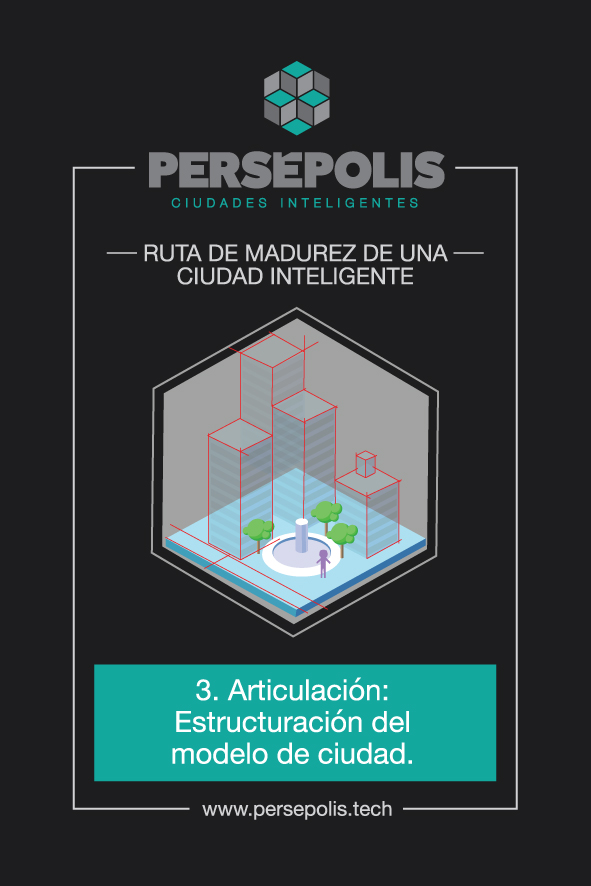 PERSÉPOLIS
CIUDADES INTELIGENTES
RUTA DE MADUREZ DE UNA
CIUDAD INTELIGENTE
3. Articulación:
Estructuración del
modelo de ciudad.
www.persepolis.tech